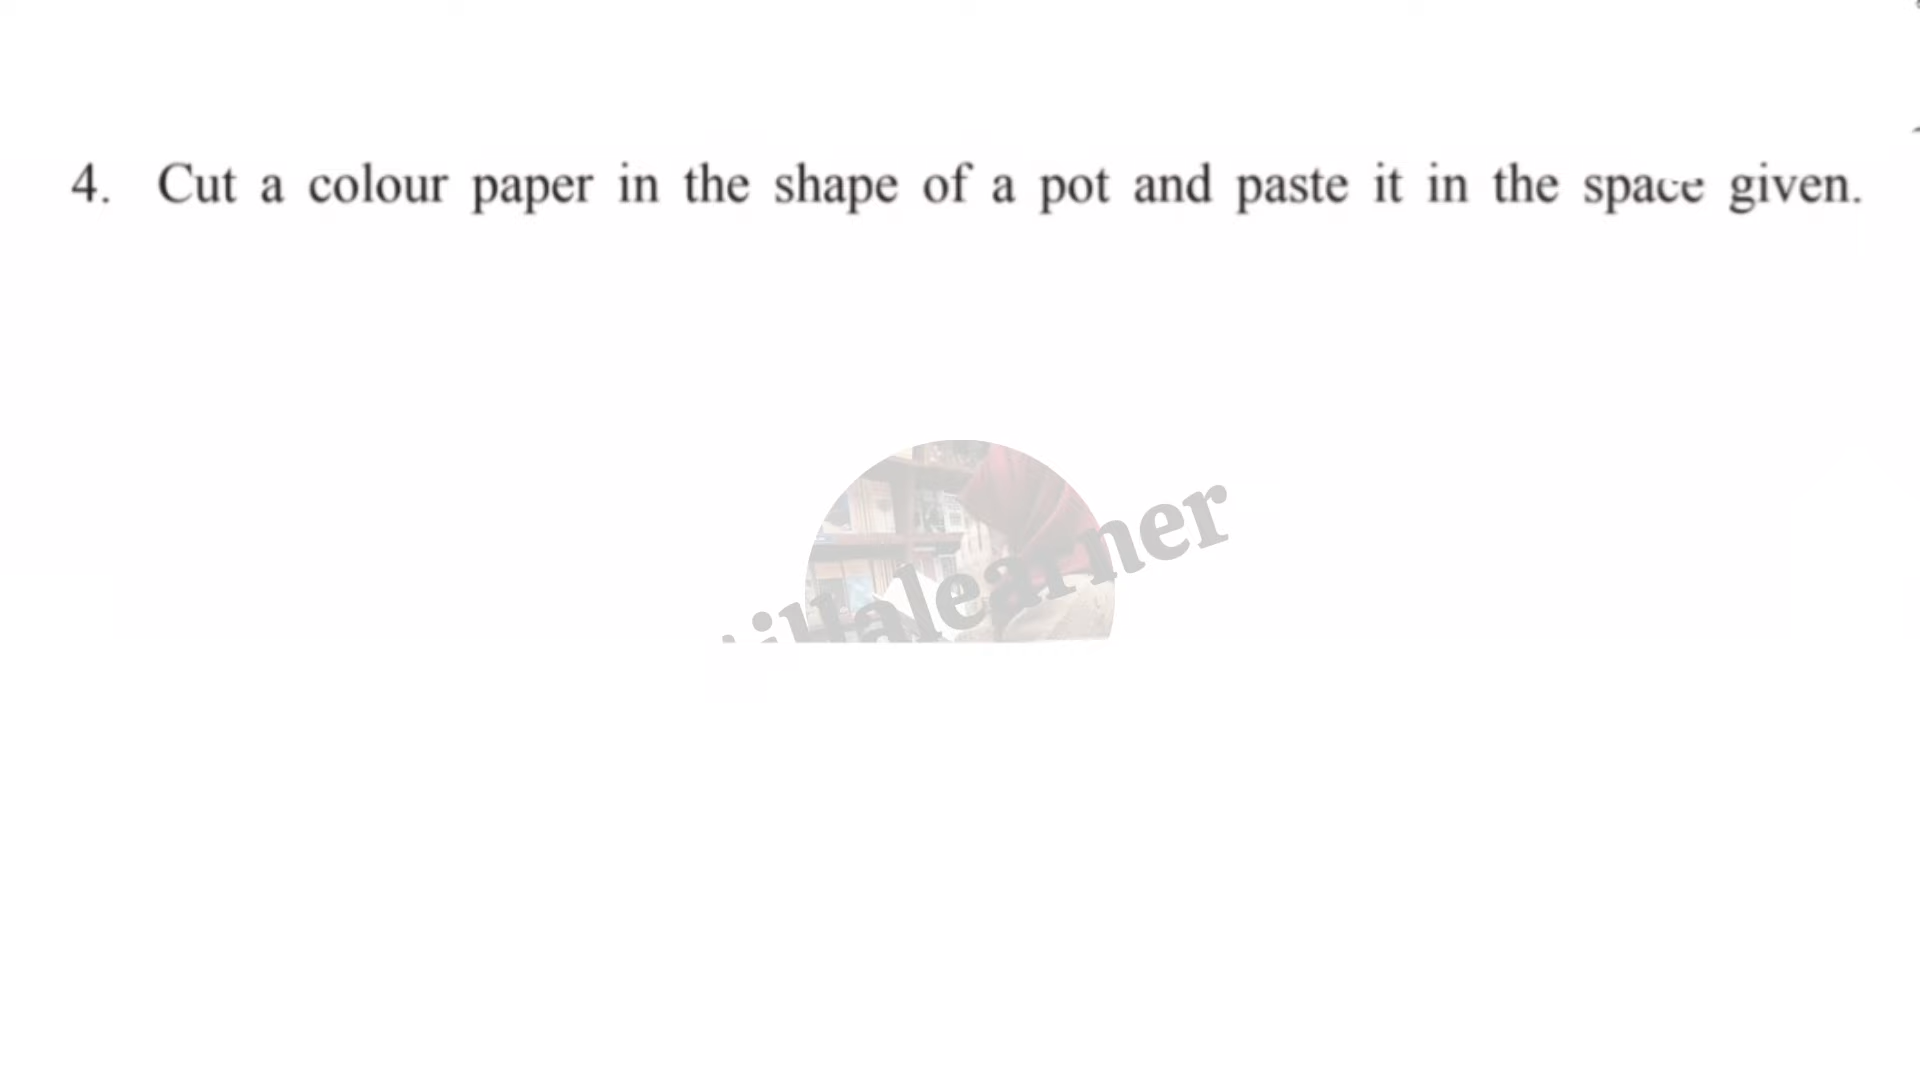 4. Cut a colour paper in the shape of a pot and paste it in the space given.